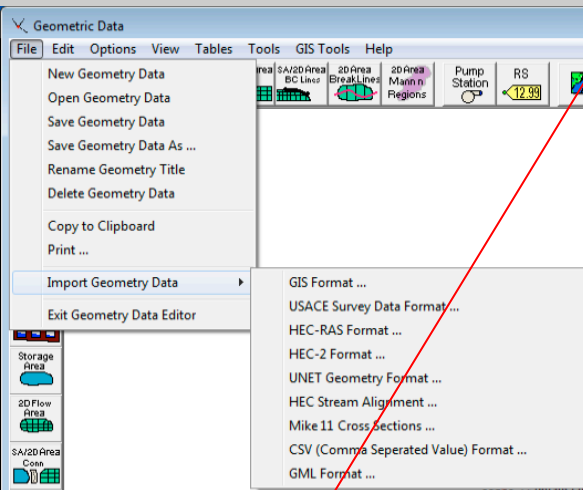 Geometric Data
File Edit Options View Tables Tools GIS Tools Help
SA/2D Area BC Lines
2D Area BreakLines
2D Area Mann n Regions
Pump Station
RS
12.99
New Geometry Data
Open Geometry Data
Save Geometry Data
Save Geometry Data As ...
Rename Geometry Title
Delete Geometry Data
Copy to Clipboard
Print ...
Import Geometry Data
Exit Geometry Data Editor
GIS Format ...
USACE Survey Data Format ...
HEC-RAS Format ...
HEC-2 Format ...
UNET Geometry Format ...
HEC Stream Alignment ...
Mike 11 Cross Sections ...
CSV (Comma Seperated Value) Format ...
GML Format ...
Storage
Area
2D Flow
Area
SA/2D Area
Conn